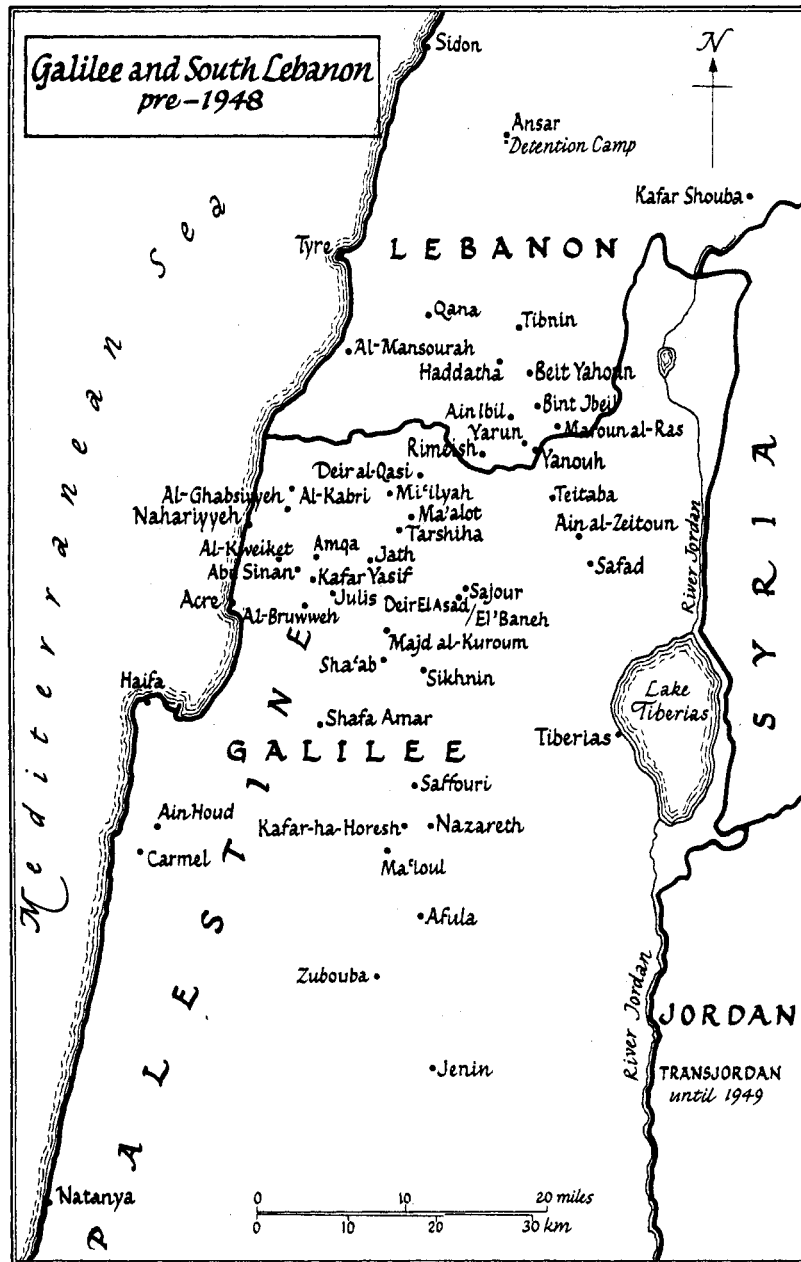 Galilee and South Lebanon
pre-1948
N
Sidon
Ansar
Detention Camp
Kafar Shouba
Mediterranean Sea
Tyre
LEBANON
Qana
Tibnin
Al-Mansourah
Haddatha
Beit Yahoun
Bint Jbeil
Ain Ibil
Maroun al-Ras
Yarun
Rimeish
Yanouh
Deir al-Qasi
Al-Ghabsiyyeh
Al-Kabri
Mi'ilyah
Teitaba
Nahariyyeh
Ma'alot
Tarshiha
Ain al-Zeitoun
Al-Kweiket
Amqa
Jath
Safad
Abu Sinan
Kafar Yasif
Sajour
Acre
Julis
Deir El Asad
/El'Baneh
Al-Bruwweh
Majd al-Kuroum
Sha'ab
Sikhnin
River Jordan
SYRIA
Haifa
Shafa Amar
Lake
Tiberias
Tiberias
GALILEE
PALESTINE
Saffouri
Ain Houd
Kafar-ha-Horesh
Nazareth
Carmel
Ma'loul
Afula
Zubouba
River Jordan
JORDAN
Jenin
TRANSJORDAN
until 1949
Natanya
0 10 20 miles
0 10 20 30 km